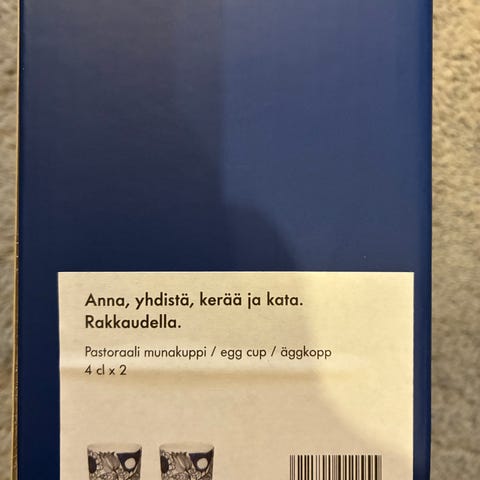 Anna, yhdistä, kerää ja kata.
Rakkaudella.
Pastoraali munakuppi / egg cup / äggkopp
4 cl x 2